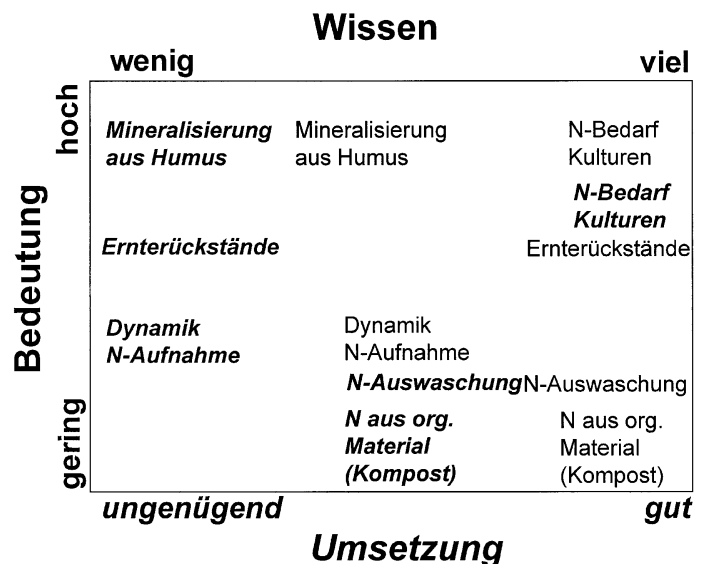 Wissen
wenig viel
hoch
Mineralisierung Mineralisierung N-Bedarf
aus Humus aus Humus Kulturen
N-Bedarf
Kulturen
Bedeutung
Ernterückstände Ernterückstände
Dynamik Dynamik
N-Aufnahme N-Aufnahme
N-Auswaschung N-Auswaschung
gering
N aus org. N aus org.
Material Material
(Kompost) (Kompost)
ungenügend gut
Umsetzung